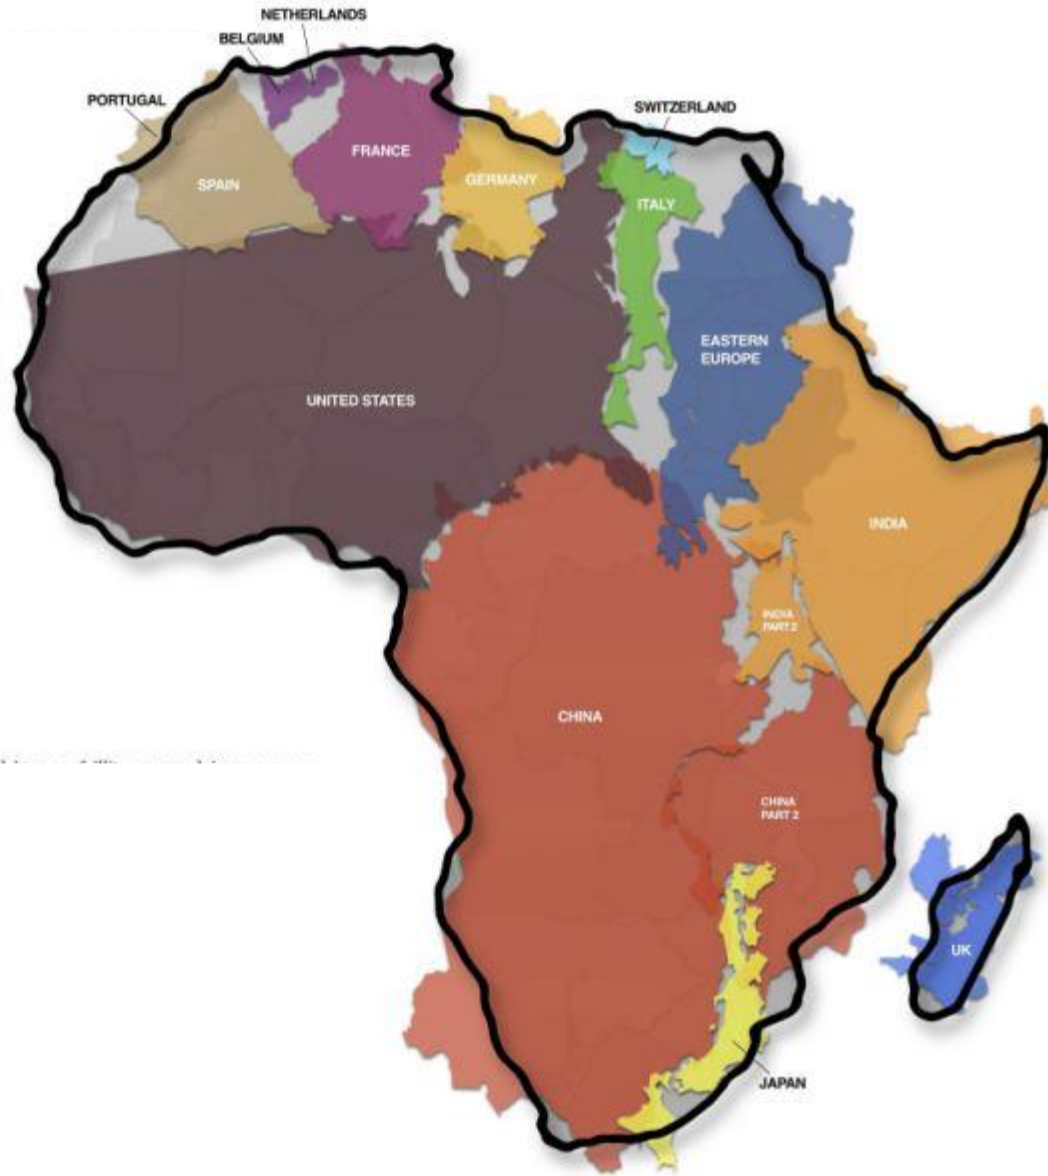 NETHERLANDS
BELGIUM
PORTUGAL
SWITZERLAND
FRANCE
SPAIN
GERMANY
ITALY
EASTERN
EUROPE
UNITED STATES
INDIA
INDIA
PART 2
CHINA
CHINA
PART 2
UK
JAPAN